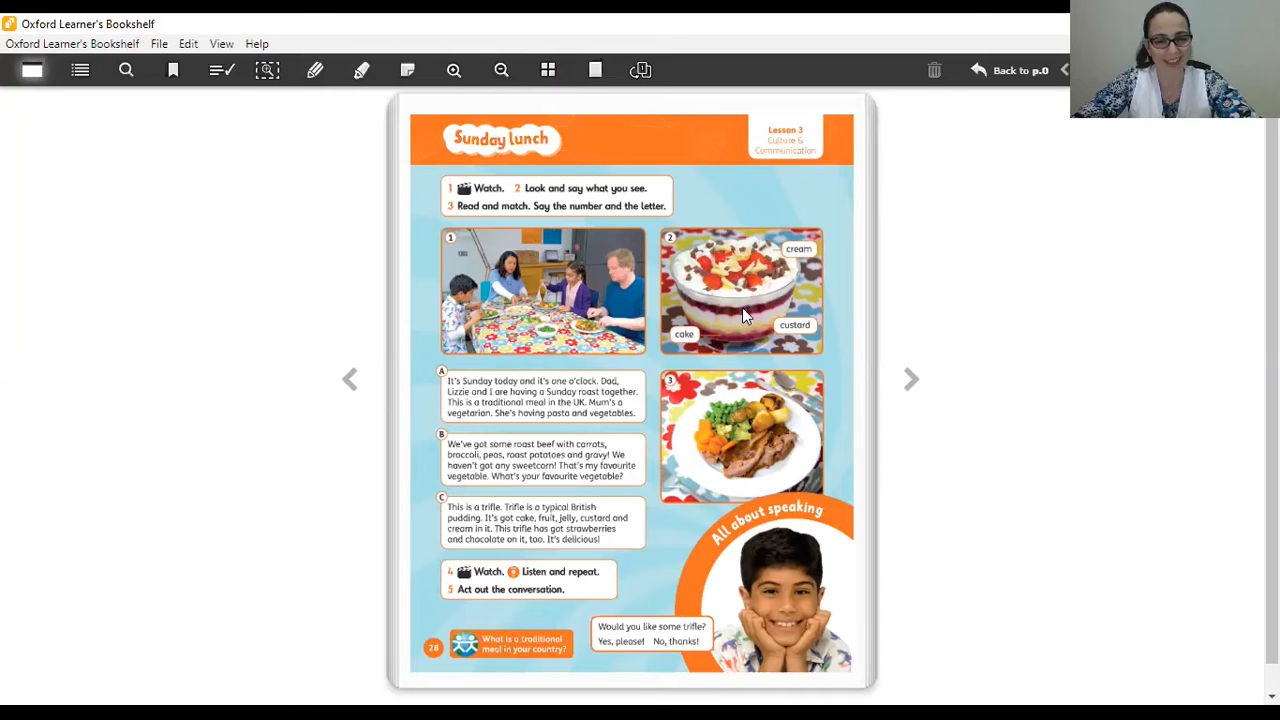 Oxford Learner's Bookshelf
Oxford Learner's Bookshelf File Edit View Help
Back to p.0
Sunday lunch
Lesson 3
Culture &
Communication
1 Watch. 2 Look and say what you see.
3 Read and match. Say the number and the letter.
1
2
cream
custard
cake
A
It's Sunday today and it's one o'clock. Dad,
Lizzie and I are having a Sunday roast together.
This is a traditional meal in the UK. Mum's a
vegetarian. She's having pasta and vegetables.
3
B
We've got some roast beef with carrots,
broccoli, peas, roast potatoes and gravy! We
haven't got any sweetcorn! That's my favourite
vegetable. What's your favourite vegetable?
C
This is a trifle. Trifle is a typical British
pudding. It's got cake, fruit, jelly, custard and
cream in it. This trifle has got strawberries
and chocolate on it, too. It's delicious!
All about speaking
4 Watch. Listen and repeat.
5 Act out the conversation.
Would you like some trifle?
Yes, please! No, thanks!
28
What is a traditional
meal in your country?